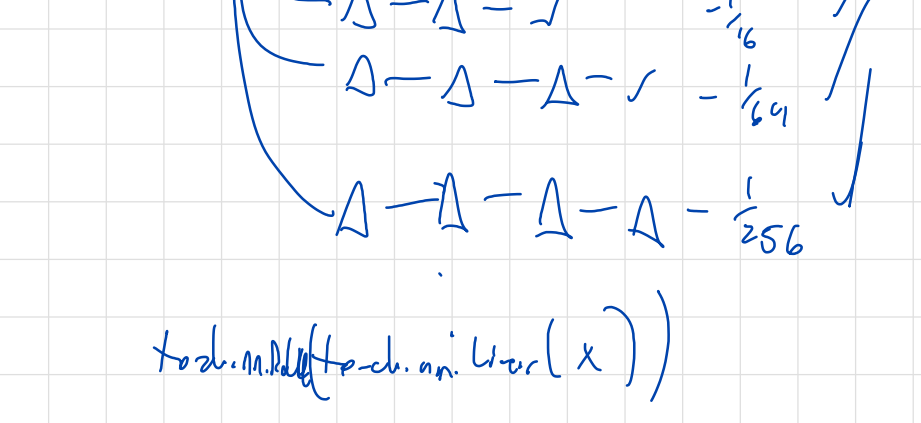 Δ — Δ — √ - 1/16
Δ — Δ — Δ — √ - 1/64
Δ — Δ — Δ — Δ - 1/256
torch.nn.ReLU(torch.nn.Linear(x))